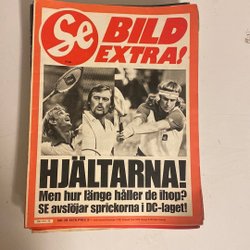 Se
BILD
EXTRA!
HJÄLTARNA!
Men hur länge håller de ihop?
SE avslöjar sprickorna i DC-laget!